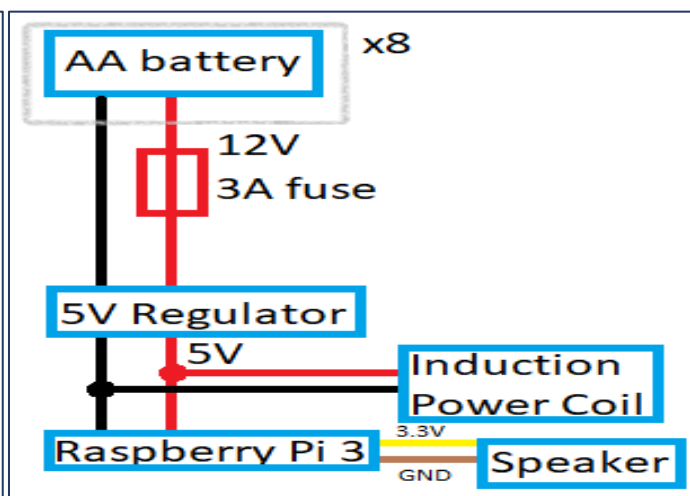 AA battery
x8
12V
3A fuse
5V Regulator
5V
Induction
Power Coil
3.3V
Raspberry Pi 3
GND
Speaker